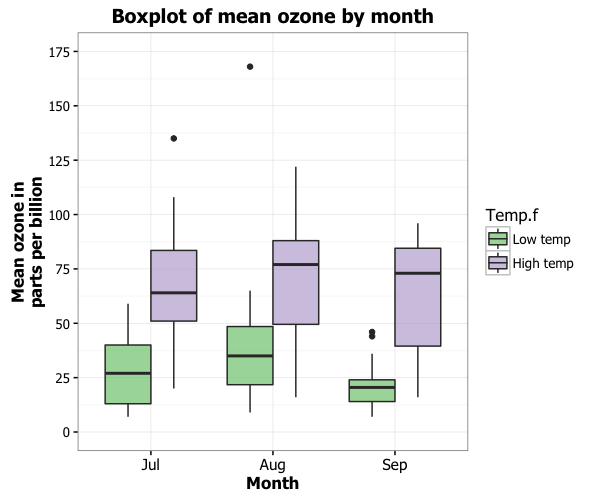 Boxplot of mean ozone by month
Mean ozone in
parts per billion
175
150
125
100
75
50
25
0
Jul Aug Sep
Month
Temp.f
Low temp
High temp